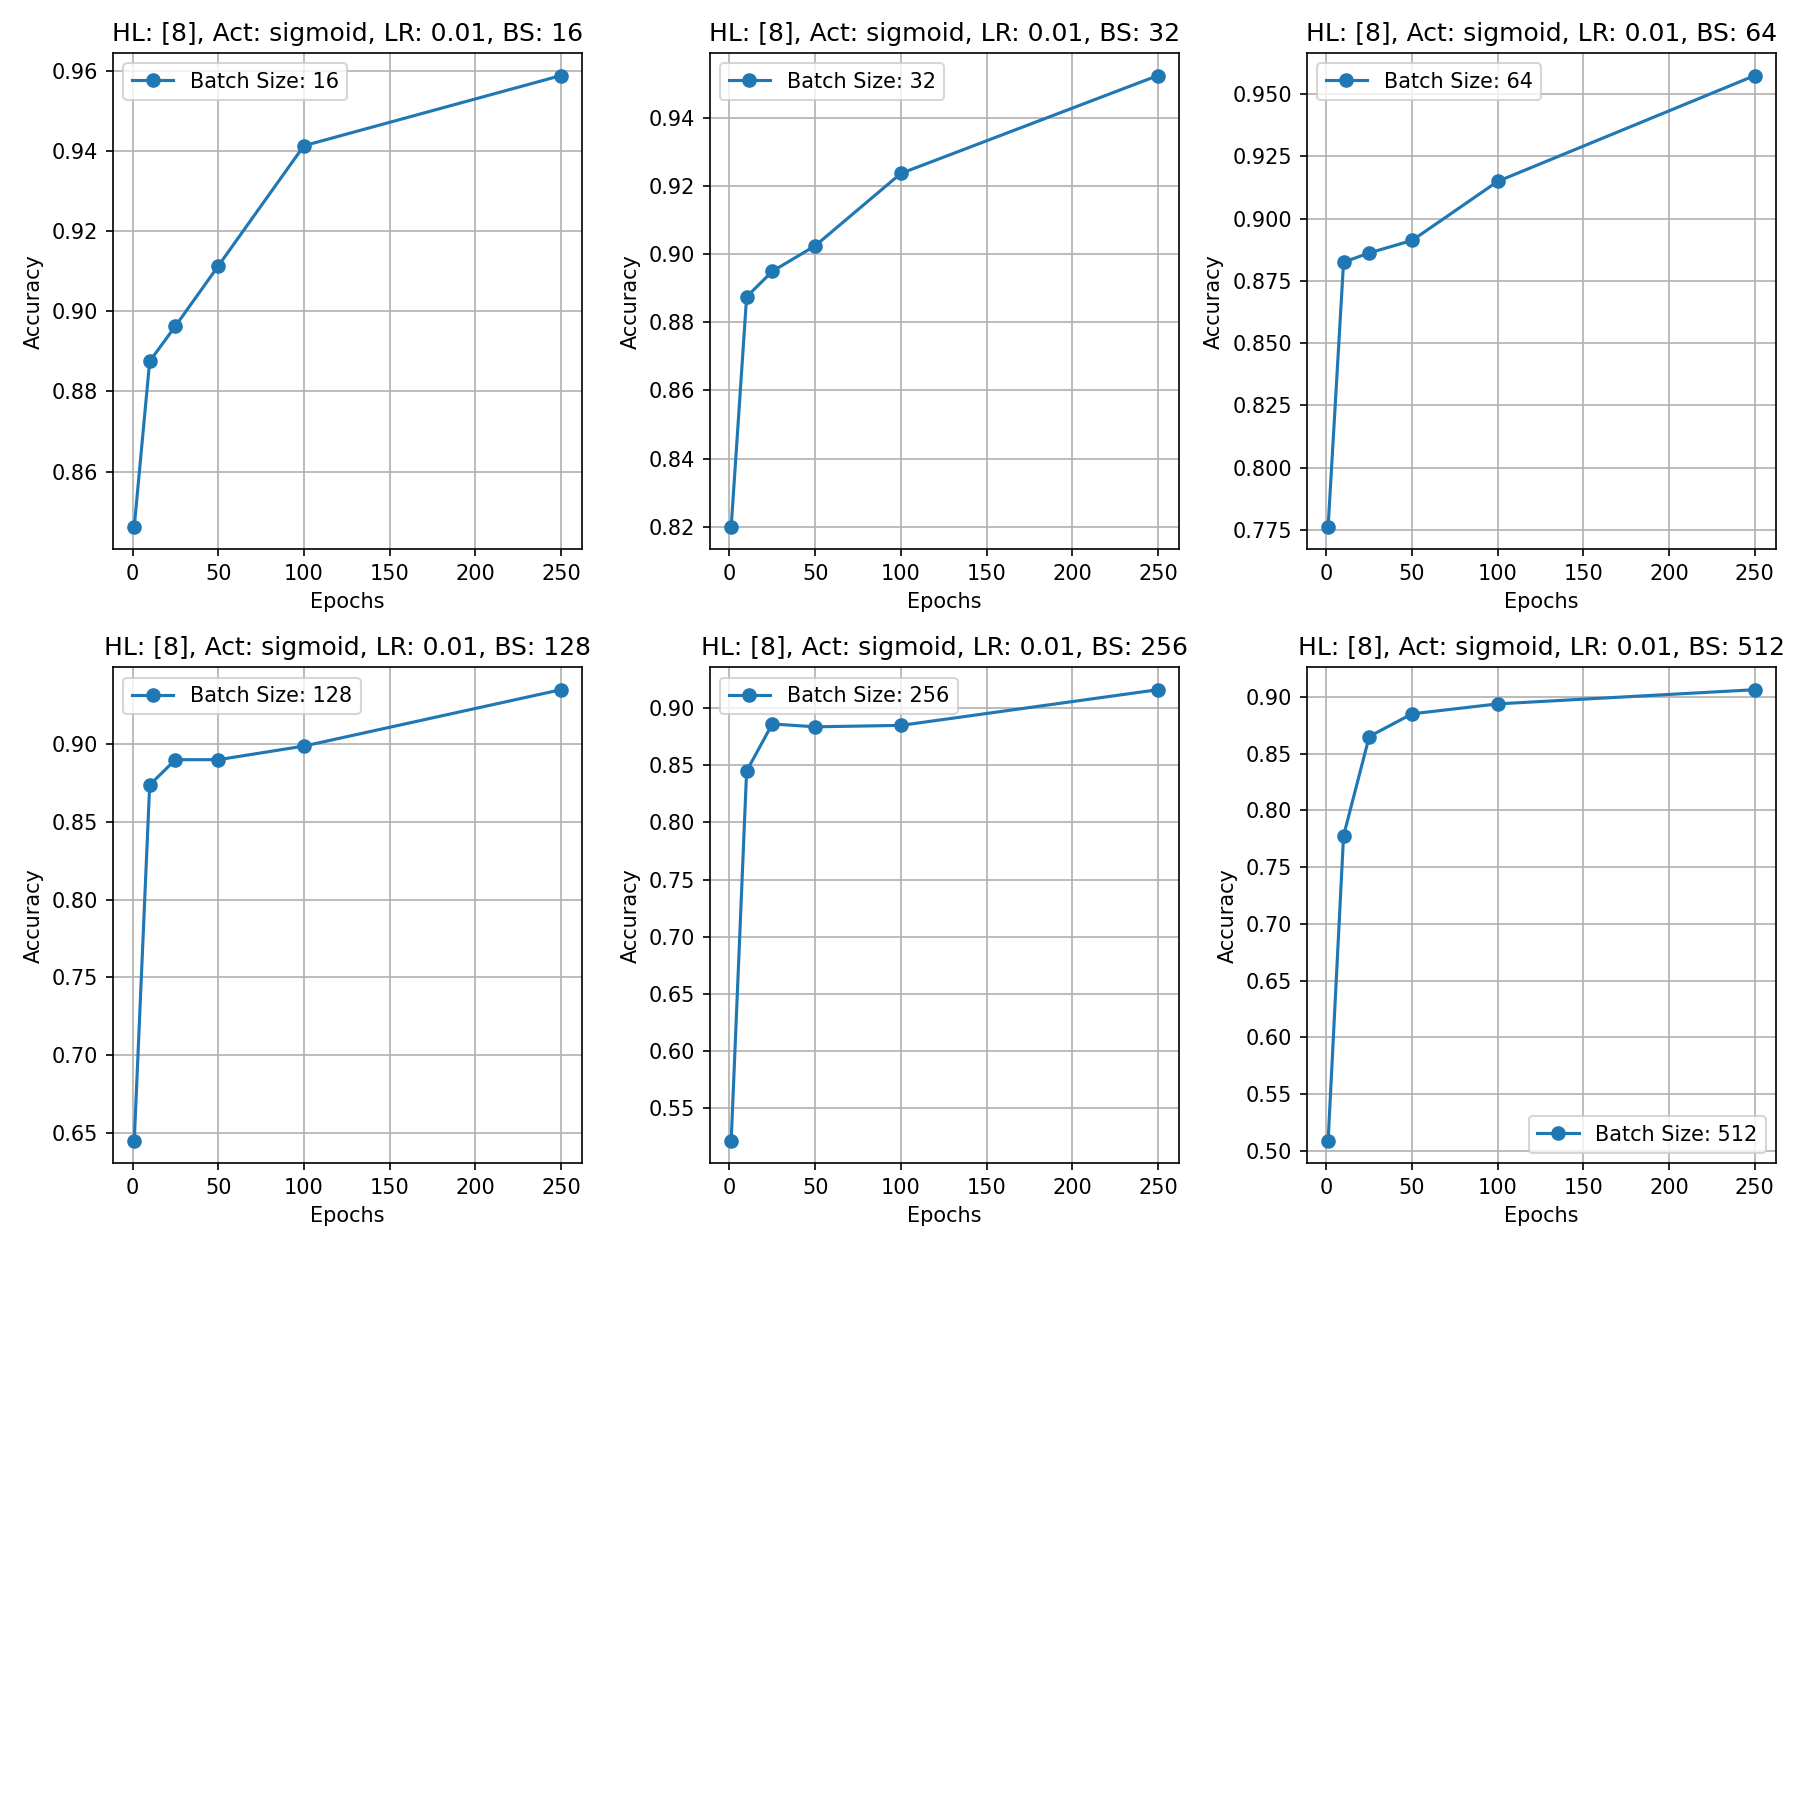 HL: [8], Act: sigmoid, LR: 0.01, BS: 16
Batch Size: 16
Accuracy
0.96
0.94
0.92
0.90
0.88
0.86
0 50 100 150 200 250
Epochs
HL: [8], Act: sigmoid, LR: 0.01, BS: 32
Batch Size: 32
Accuracy
0.94
0.92
0.90
0.88
0.86
0.84
0.82
0 50 100 150 200 250
Epochs
HL: [8], Act: sigmoid, LR: 0.01, BS: 64
Batch Size: 64
Accuracy
0.950
0.925
0.900
0.875
0.850
0.825
0.800
0.775
0 50 100 150 200 250
Epochs
HL: [8], Act: sigmoid, LR: 0.01, BS: 128
Batch Size: 128
Accuracy
0.90
0.85
0.80
0.75
0.70
0.65
0 50 100 150 200 250
Epochs
HL: [8], Act: sigmoid, LR: 0.01, BS: 256
Batch Size: 256
Accuracy
0.90
0.85
0.80
0.75
0.70
0.65
0.60
0.55
0 50 100 150 200 250
Epochs
HL: [8], Act: sigmoid, LR: 0.01, BS: 512
Accuracy
0.90
0.85
0.80
0.75
0.70
0.65
0.60
0.55
0.50
Batch Size: 512
0 50 100 150 200 250
Epochs